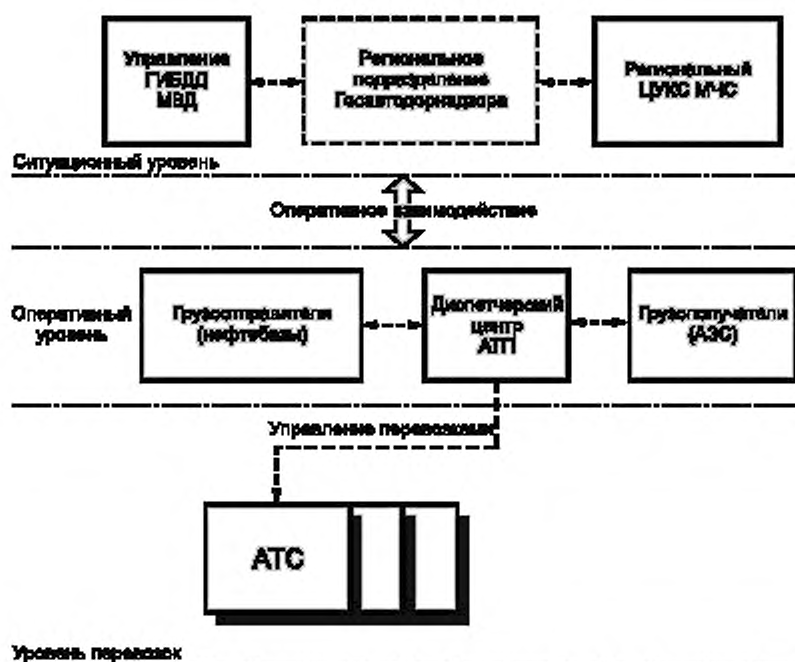 Управление
ГИБДД
МВД
Региональное
подразделение
Госавтодорнадзора
Региональный
ЦУКС МЧС
Ситуационный уровень
Оперативное взаимодействие
Оперативный
уровень
Грузоотправители
(нефтебазы)
Диспетчерский
центр
АТП
Грузополучатели
(АЗС)
Управление перевозками
АТС
Уровень перевозок